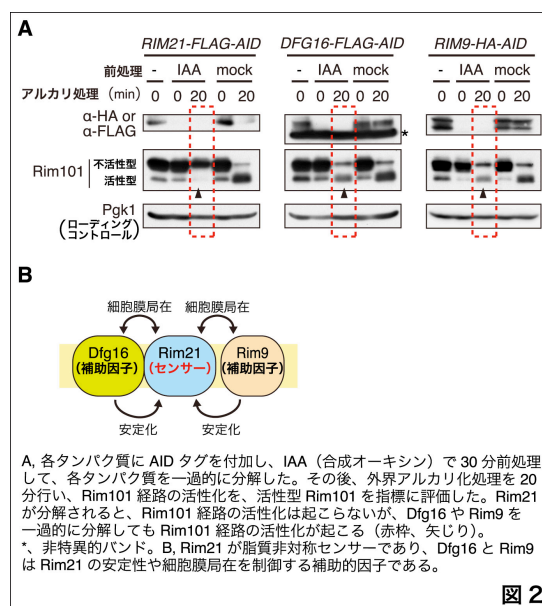 A
RIM21-FLAG-AID DFG16-FLAG-AID RIM9-HA-AID
前処理 - IAA mock - IAA mock - IAA mock
アルカリ処理 (min) 0 0 20 0 20 0 0 20 0 20 0 0 20 0 20
α-HA or
α-FLAG
*
Rim101 不活性型
活性型
Pgk1
(ローディング
コントロール)
B
細胞膜局在 細胞膜局在
Dfg16 Rim21 Rim9
(補助因子) (センサー) (補助因子)
安定化 安定化
A, 各タンパク質に AID タグを付加し、IAA（合成オーキシン）で 30 分前処理
して、各タンパク質を一過的に分解した。その後、外界アルカリ化処理を 20
分行い、Rim101 経路の活性化を、活性型 Rim101 を指標に評価した。Rim21
が分解されると、Rim101 経路の活性化は起こらないが、Dfg16 や Rim9 を
一過的に分解しても Rim101 経路の活性化が起こる（赤枠、矢じり）。
*、非特異的バンド。B, Rim21 が脂質非対称センサーであり、Dfg16 と Rim9
は Rim21 の安定性や細胞膜局在を制御する補助的因子である。
図 2